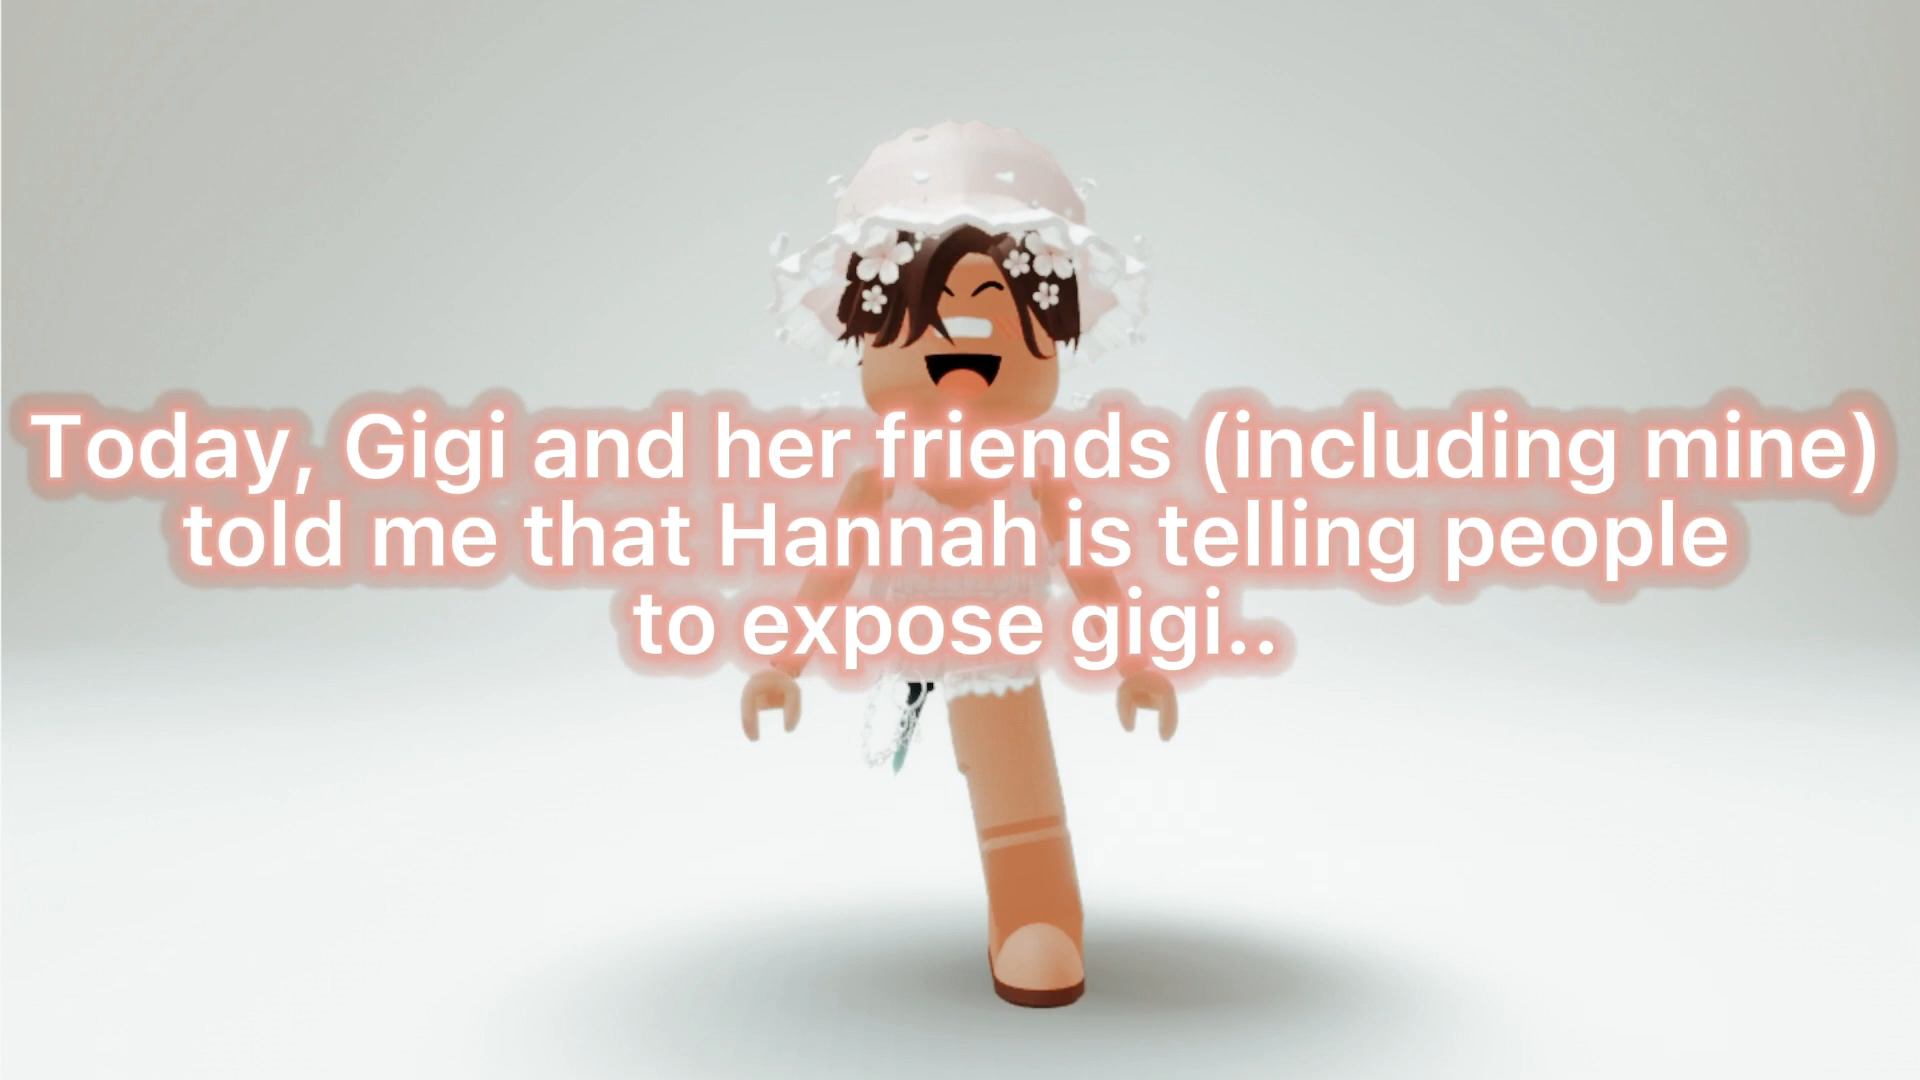 Today, Gigi and her friends (including mine)
told me that Hannah is telling people
to expose gigi..